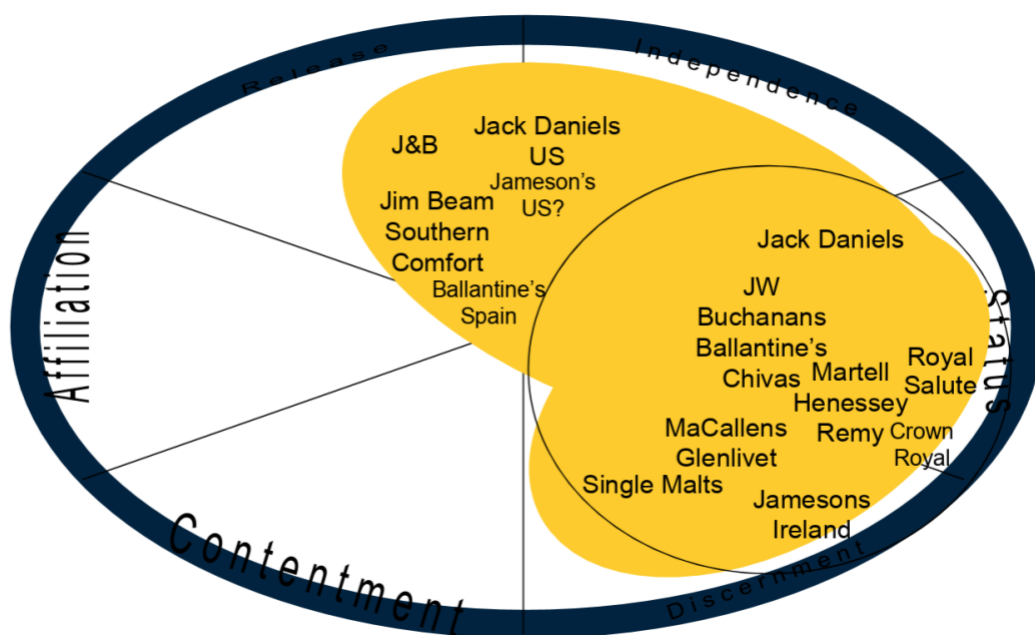 Release
Independence
J&B
Jack Daniels
US
Jameson's
US?
Jim Beam
Southern
Comfort
Ballantine's
Spain
Affiliation
Status
Jack Daniels
JW
Buchanans
Ballantine's
Chivas
Martell
Henessey
Remy
Royal
Salute
Crown
Royal
MaCallens
Glenlivet
Single Malts
Jamesons
Ireland
Contentment
Discernment